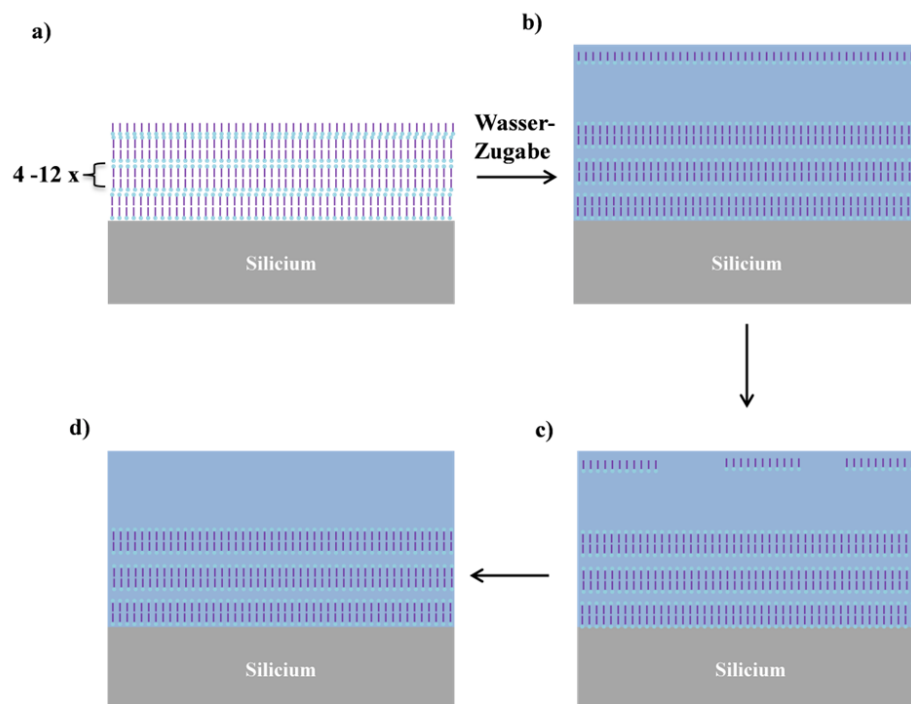 a)
b)
Wasser-
Zugabe
4 -12 x
Silicium
Silicium
d)
c)
Silicium
Silicium